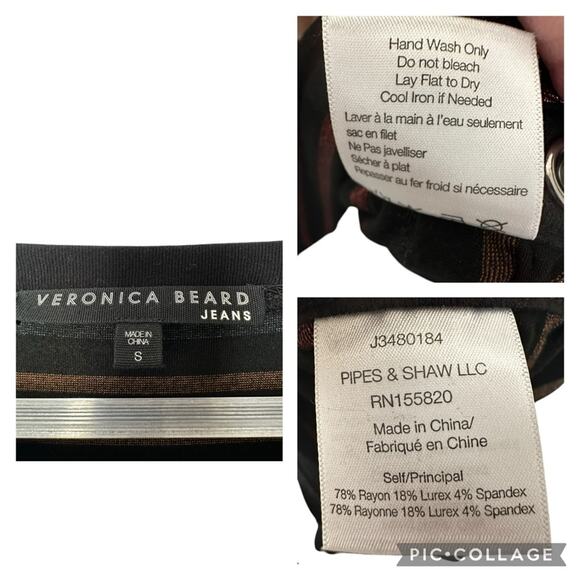 Hand Wash Only
Do not bleach
Lay Flat to Dry
Cool Iron if Needed
Laver à la main à l'eau seulement
sac en filet
Ne Pas javelliser
Sécher à plat
Repasser au fer froid si nécessaire
VERONICA BEARD
JEANS
MADE IN
CHINA
S
J3480184
PIPES & SHAW LLC
RN155820
Made in China/
Fabriqué en Chine
Self/Principal
78% Rayon 18% Lurex 4% Spandex
78% Rayonne 18% Lurex 4% Spandex
PIC•COLLAGE